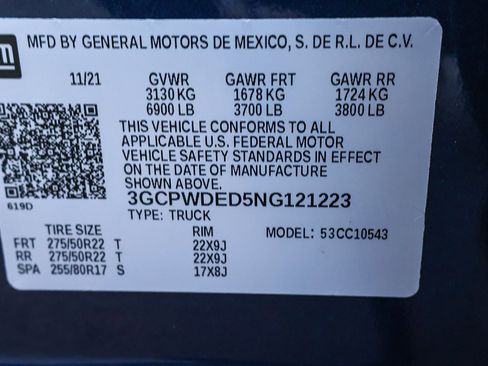 MFD BY GENERAL MOTORS DE MEXICO, S. DE R.L. DE C.V.
11/21 GVWR GAWR FRT GAWR RR
3130 KG 1678 KG 1724 KG
6900 LB 3700 LB 3800 LB
THIS VEHICLE CONFORMS TO ALL
APPLICABLE U.S. FEDERAL MOTOR
VEHICLE SAFETY STANDARDS IN EFFECT
ON THE DATE OF MANUFACTURE
SHOWN ABOVE.
619D
3GCPWDED5NG121223
TYPE: TRUCK
TIRE SIZE RIM MODEL: 53CC10543
FRT 275/50R22 T 22X9J
RR 275/50R22 T 22X9J
SPA 255/80R17 S 17X8J